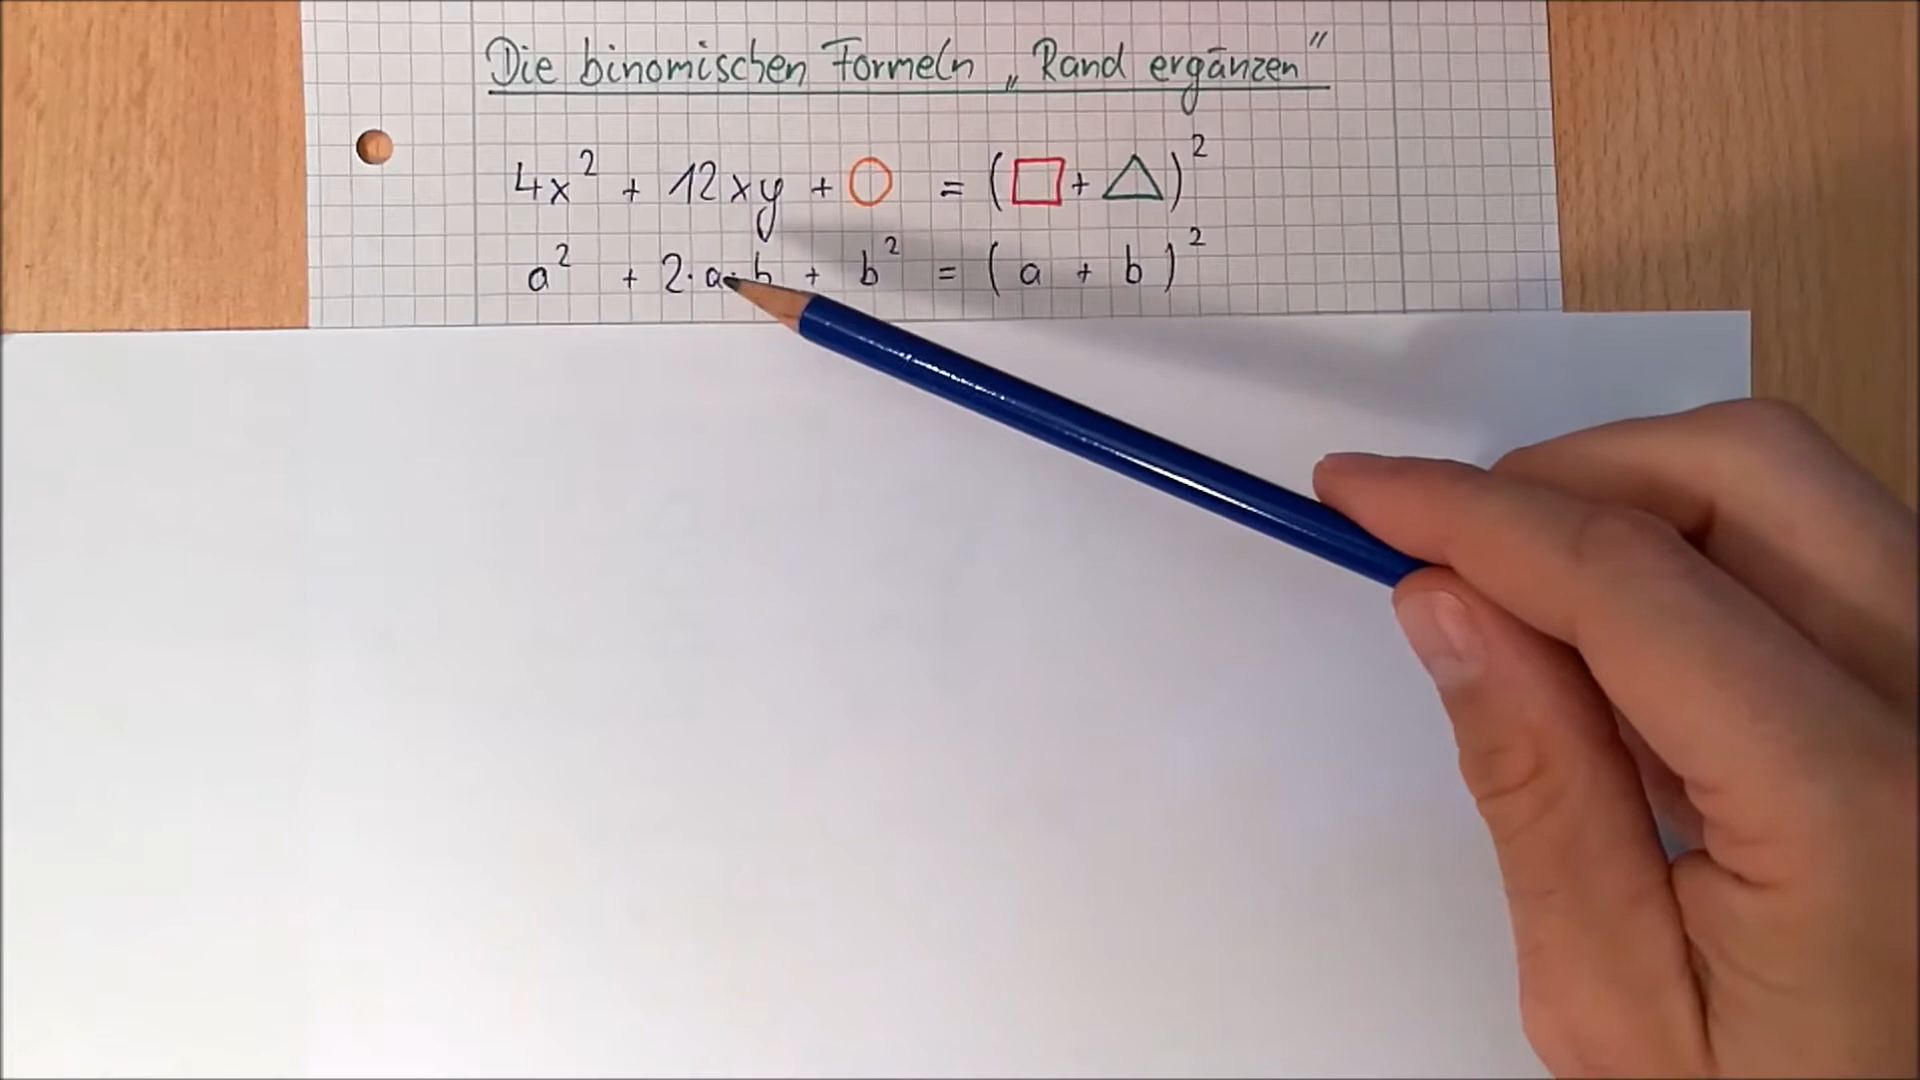 Die binomischen Formeln „Rand ergänzen“
4x² + 12xy + ○ = (□ + △)²
a² + 2·a·b + b² = (a + b)²